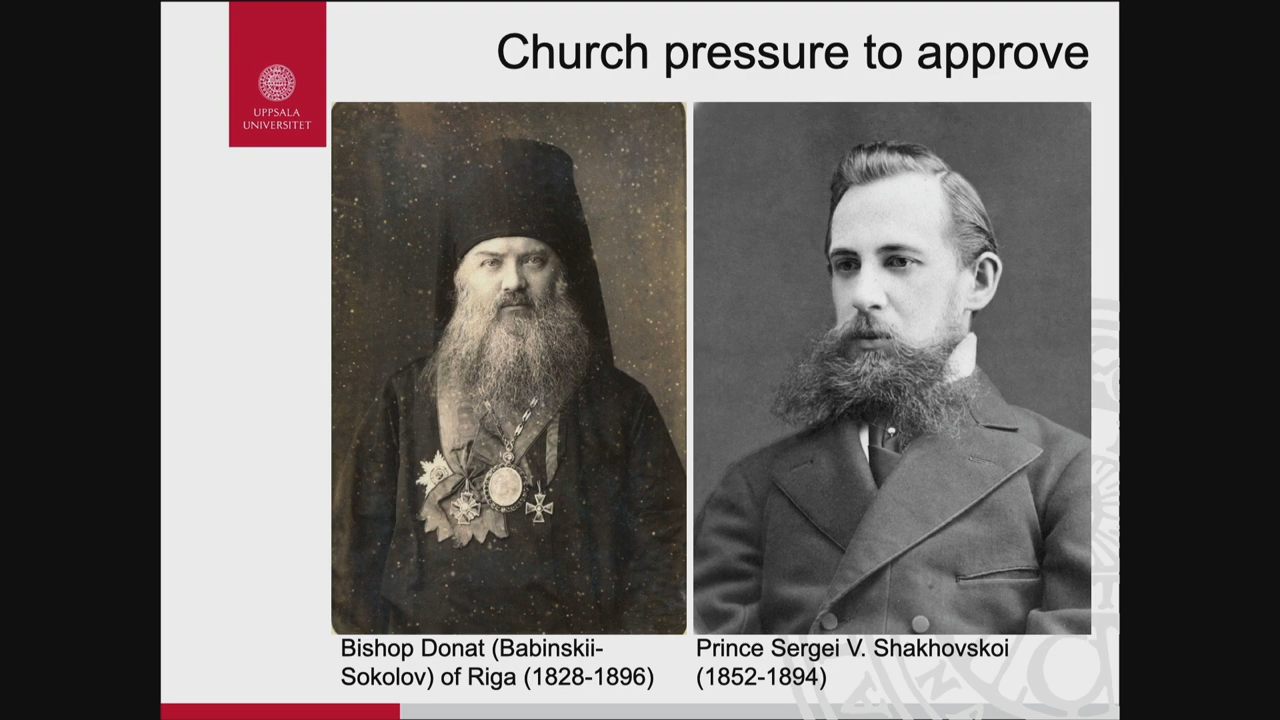 Church pressure to approve
UPPSALA
UNIVERSITET
Bishop Donat (Babinskii-
Sokolov) of Riga (1828-1896)
Prince Sergei V. Shakhovskoi
(1852-1894)